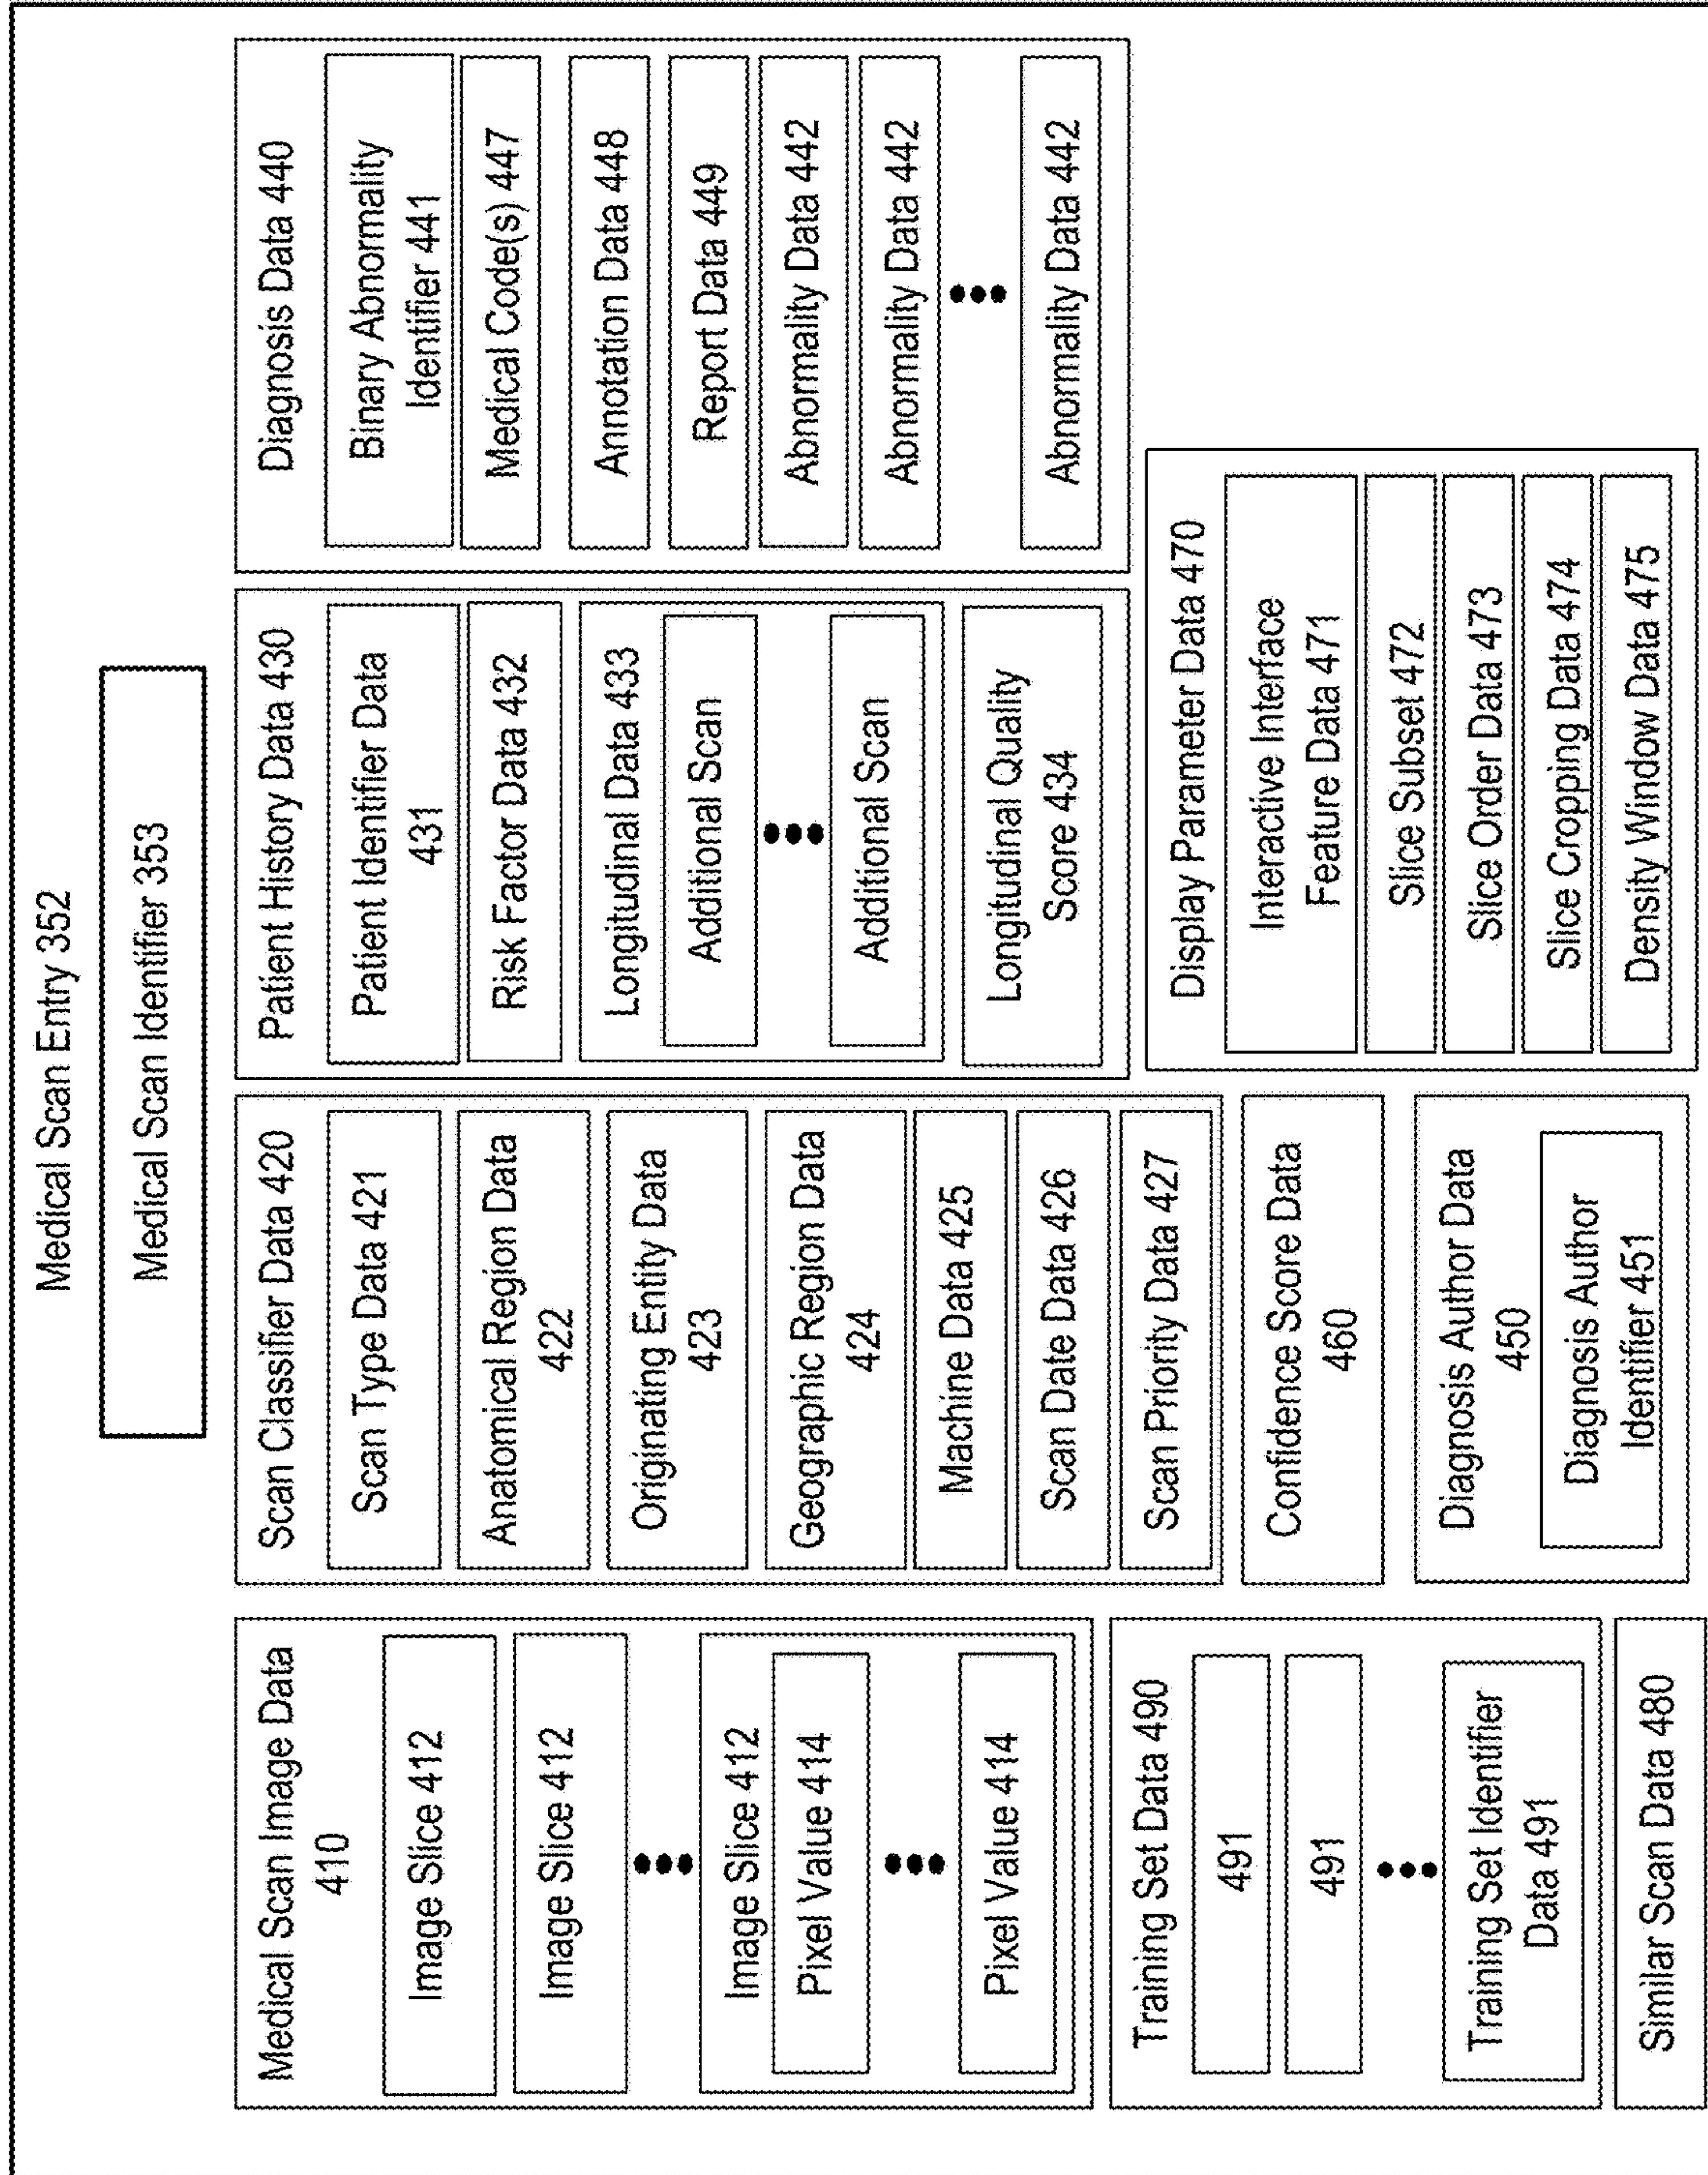 Medical Scan Entry 352
Medical Scan Identifier 353
Medical Scan Image Data
410
Image Slice 412
Image Slice 412
Image Slice 412
Pixel Value 414
Pixel Value 414
Training Set Data 490
491
491
Training Set Identifier
Data 491
Similar Scan Data 480
Scan Classifier Data 420
Scan Type Data 421
Anatomical Region Data
422
Originating Entity Data
423
Geographic Region Data
424
Machine Data 425
Scan Date Data 426
Scan Priority Data 427
Confidence Score Data
460
Diagnosis Author Data
450
Diagnosis Author
Identifier 451
Patient History Data 430
Patient Identifier Data
431
Risk Factor Data 432
Longitudinal Data 433
Additional Scan
Additional Scan
Longitudinal Quality
Score 434
Diagnosis Data 440
Binary Abnormality
Identifier 441
Medical Code(s) 447
Annotation Data 448
Report Data 449
Abnormality Data 442
Abnormality Data 442
Abnormality Data 442
Display Parameter Data 470
Interactive Interface
Feature Data 471
Slice Subset 472
Slice Order Data 473
Slice Cropping Data 474
Density Window Data 475